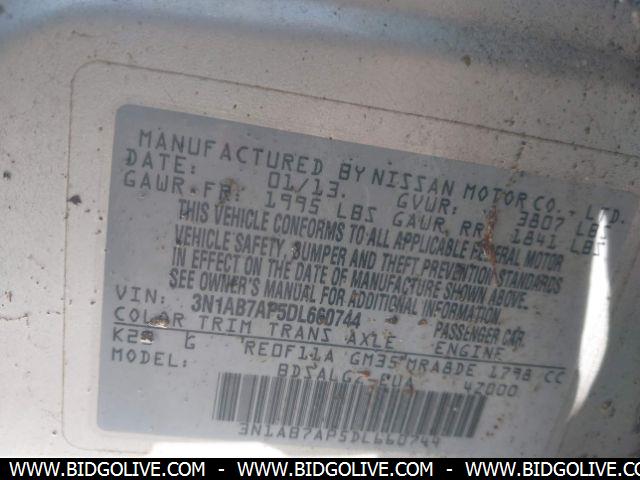 MANUFACTURED BY NISSAN MOTOR CO., LTD.
DATE: 01/13. GVWR: 3807 LBS
GAWR FR: 1995 LBS GAWR RR: 1841 LBS
THIS VEHICLE CONFORMS TO ALL APPLICABLE FEDERAL MOTOR
VEHICLE SAFETY, BUMPER AND THEFT PREVENTION STANDARDS
IN EFFECT ON THE DATE OF MANUFACTURE SHOWN ABOVE.
SEE OWNER'S MANUAL FOR ADDITIONAL INFORMATION.
VIN: 3N1AB7AP5DL660744 PASSENGER CAR
COLOR TRIM TRANS AXLE ENGINE
G RE0F11A GM35 MRA8DE 1798 CC
MODEL: 42000
3N1AB7AP5DL660744
WWW.BIDGOLIVE.COM - WWW.BIDGOLIVE.COM - WWW.BIDGOLIVE.COM